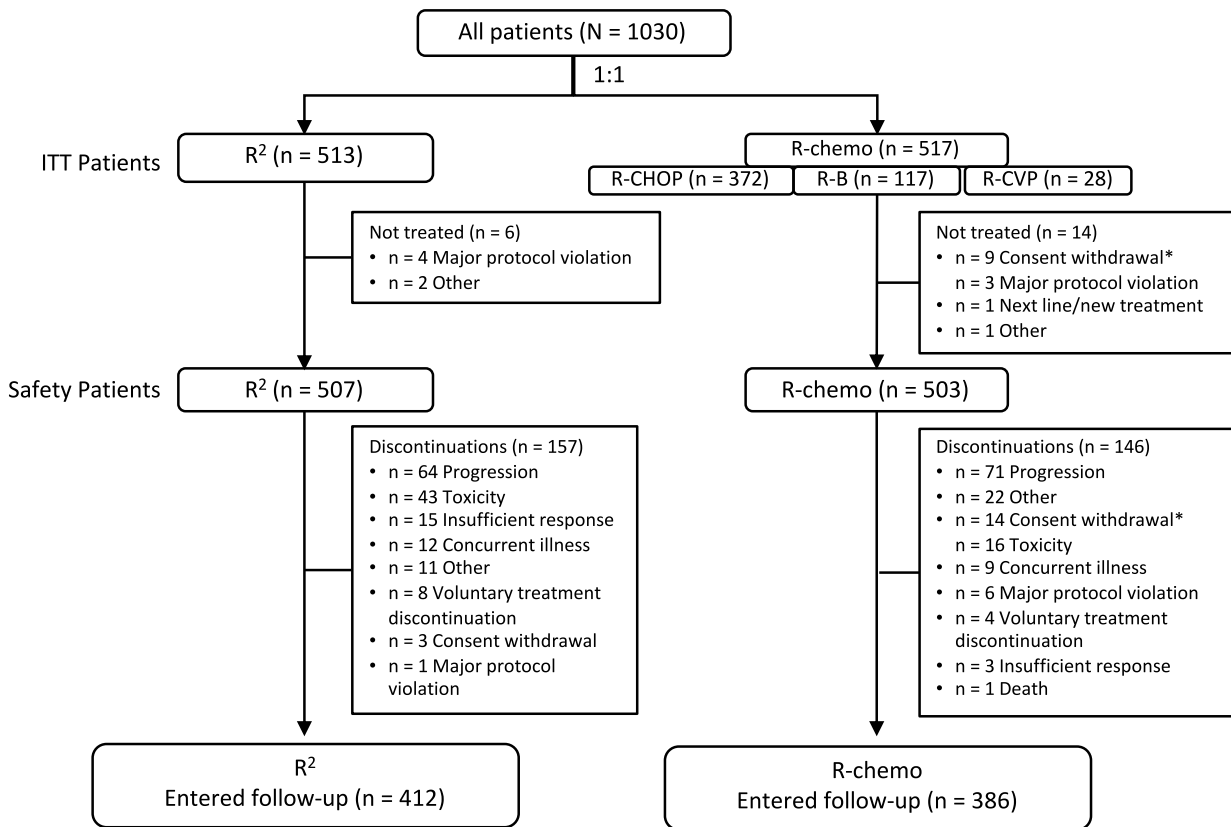 All patients (N = 1030)
1:1
ITT Patients
R² (n = 513)
R-chemo (n = 517)
R-CHOP (n = 372)
R-B (n = 117)
R-CVP (n = 28)
Not treated (n = 6)
• n = 4 Major protocol violation
• n = 2 Other
Not treated (n = 14)
• n = 9 Consent withdrawal*
n = 3 Major protocol violation
• n = 1 Next line/new treatment
• n = 1 Other
Safety Patients
R² (n = 507)
R-chemo (n = 503)
Discontinuations (n = 157)
• n = 64 Progression
• n = 43 Toxicity
• n = 15 Insufficient response
• n = 12 Concurrent illness
• n = 11 Other
• n = 8 Voluntary treatment
discontinuation
• n = 3 Consent withdrawal
• n = 1 Major protocol
violation
Discontinuations (n = 146)
• n = 71 Progression
• n = 22 Other
• n = 14 Consent withdrawal*
n = 16 Toxicity
• n = 9 Concurrent illness
• n = 6 Major protocol violation
• n = 4 Voluntary treatment
discontinuation
• n = 3 Insufficient response
• n = 1 Death
R²
Entered follow-up (n = 412)
R-chemo
Entered follow-up (n = 386)